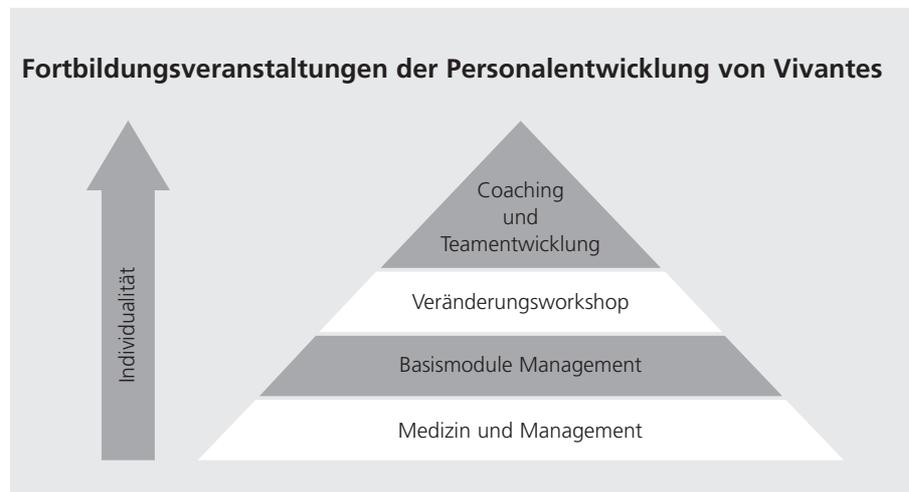 Fortbildungsveranstaltungen der Personalentwicklung von Vivantes
Individualität
Coaching
und
Teamentwicklung
Veränderungsworkshop
Basismodule Management
Medizin und Management